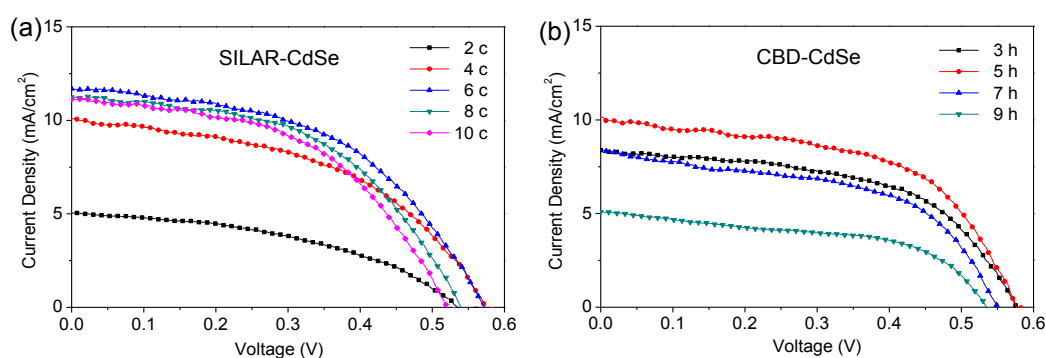 (a)
SILAR-CdSe
2 c
4 c
6 c
8 c
10 c
15
10
5
0
Current Density (mA/cm²)
0.0 0.1 0.2 0.3 0.4 0.5 0.6
Voltage (V)
(b)
CBD-CdSe
3 h
5 h
7 h
9 h
15
10
5
0
Current Density (mA/cm²)
0.0 0.1 0.2 0.3 0.4 0.5 0.6
Voltage (V)